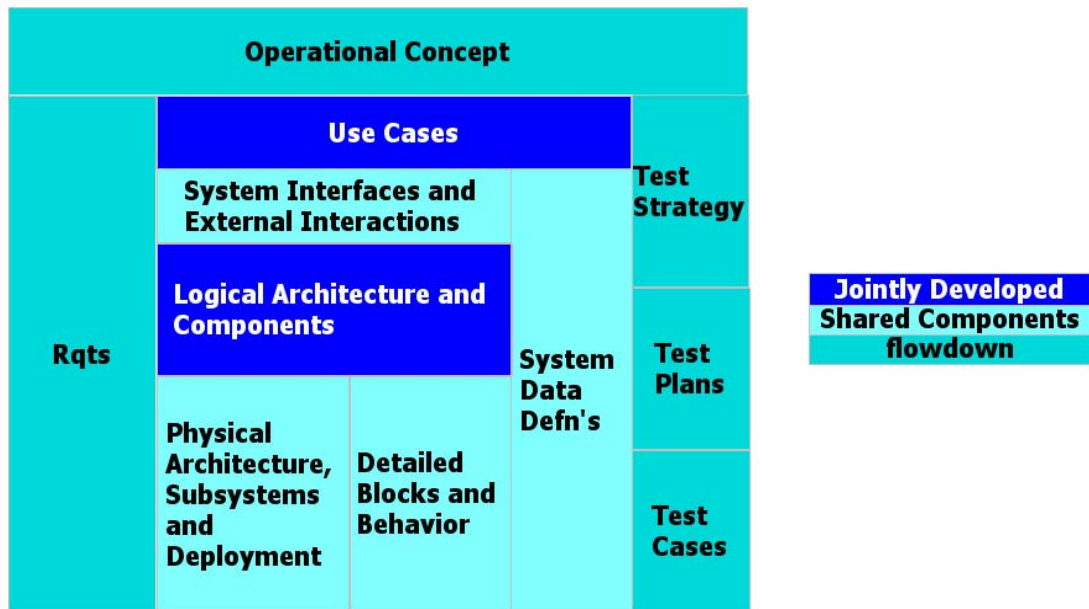 Operational Concept
Use Cases
System Interfaces and
External Interactions
Logical Architecture and
Components
Rqts
Physical
Architecture,
Subsystems
and
Deployment
Detailed
Blocks and
Behavior
System
Data
Defn's
Test
Strategy
Test
Plans
Test
Cases
Jointly Developed
Shared Components
flowdown